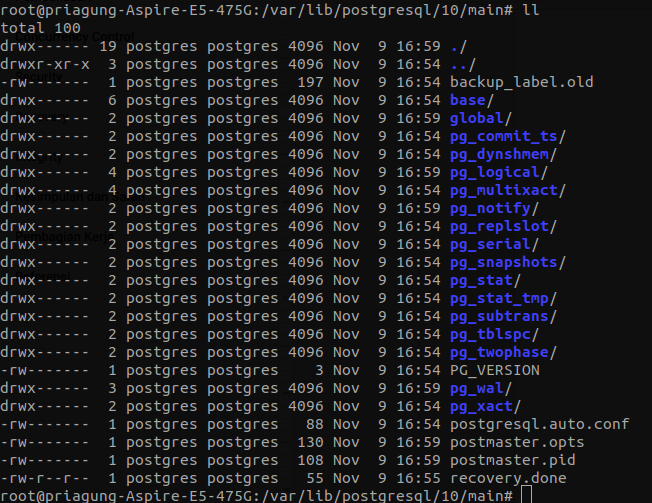 root@priagung-Aspire-E5-475G:/var/lib/postgresql/10/main# ll
total 100
drwx------ 19 postgres postgres 4096 Nov  9 16:59 ./
drwxr-xr-x  3 postgres postgres 4096 Nov  9 16:54 ../
-rw-------  1 postgres postgres  197 Nov  9 16:54 backup_label.old
drwx------  6 postgres postgres 4096 Nov  9 16:54 base/
drwx------  2 postgres postgres 4096 Nov  9 16:59 global/
drwx------  2 postgres postgres 4096 Nov  9 16:54 pg_commit_ts/
drwx------  2 postgres postgres 4096 Nov  9 16:54 pg_dynshmem/
drwx------  4 postgres postgres 4096 Nov  9 16:59 pg_logical/
drwx------  4 postgres postgres 4096 Nov  9 16:54 pg_multixact/
drwx------  2 postgres postgres 4096 Nov  9 16:59 pg_notify/
drwx------  2 postgres postgres 4096 Nov  9 16:54 pg_replslot/
drwx------  2 postgres postgres 4096 Nov  9 16:54 pg_serial/
drwx------  2 postgres postgres 4096 Nov  9 16:54 pg_snapshots/
drwx------  2 postgres postgres 4096 Nov  9 16:59 pg_stat/
drwx------  2 postgres postgres 4096 Nov  9 16:54 pg_stat_tmp/
drwx------  2 postgres postgres 4096 Nov  9 16:54 pg_subtrans/
drwx------  2 postgres postgres 4096 Nov  9 16:54 pg_tblspc/
drwx------  2 postgres postgres 4096 Nov  9 16:54 pg_twophase/
-rw-------  1 postgres postgres    3 Nov  9 16:54 PG_VERSION
drwx------  3 postgres postgres 4096 Nov  9 16:59 pg_wal/
drwx------  2 postgres postgres 4096 Nov  9 16:54 pg_xact/
-rw-------  1 postgres postgres   88 Nov  9 16:54 postgresql.auto.conf
-rw-------  1 postgres postgres  130 Nov  9 16:59 postmaster.opts
-rw-------  1 postgres postgres  108 Nov  9 16:59 postmaster.pid
-rw-r--r--  1 postgres postgres   55 Nov  9 16:55 recovery.done
root@priagung-Aspire-E5-475G:/var/lib/postgresql/10/main#